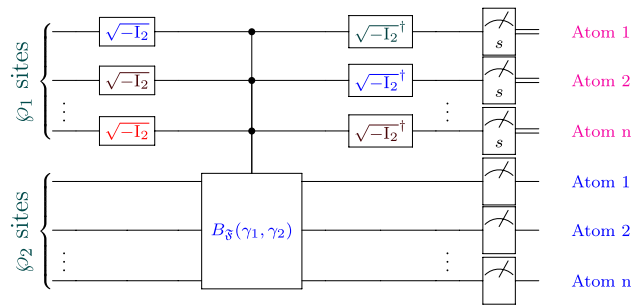 √−I₂ √−I₂† s Atom 1
√−I₂ √−I₂† s Atom 2
⋮ ⋮
√−I₂ √−I₂† s Atom n
℘₁ sites
Atom 1
B𝔉(γ₁, γ₂) Atom 2
⋮ ⋮
Atom n
℘₂ sites